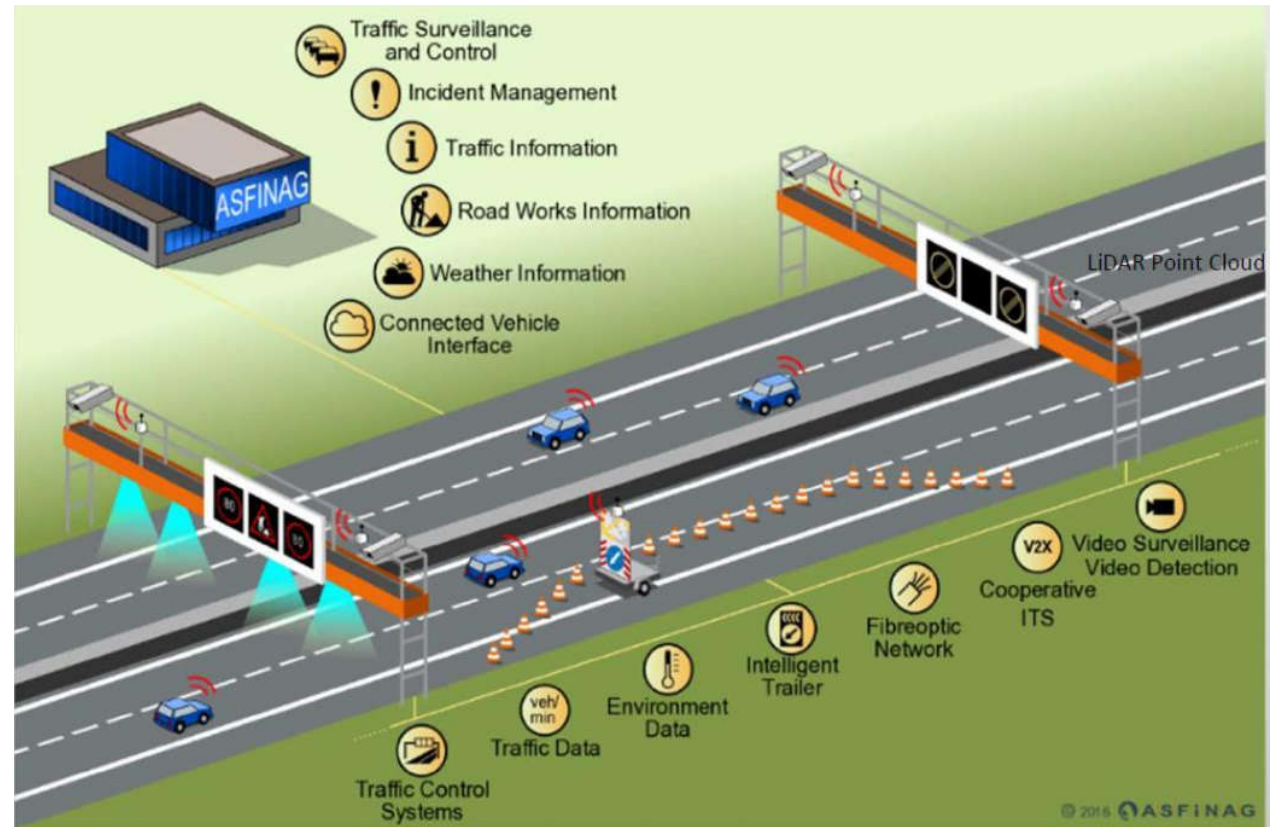 Traffic Surveillance
and Control
Incident Management
Traffic Information
Road Works Information
Weather Information
Connected Vehicle
Interface
ASFINAG
LiDAR Point Cloud
80
80
V2X
Video Surveillance
Video Detection
Cooperative
ITS
Fibreoptic
Network
Intelligent
Trailer
Environment
Data
veh/
min
Traffic Data
Traffic Control
Systems
© 2016 ASFiNAG